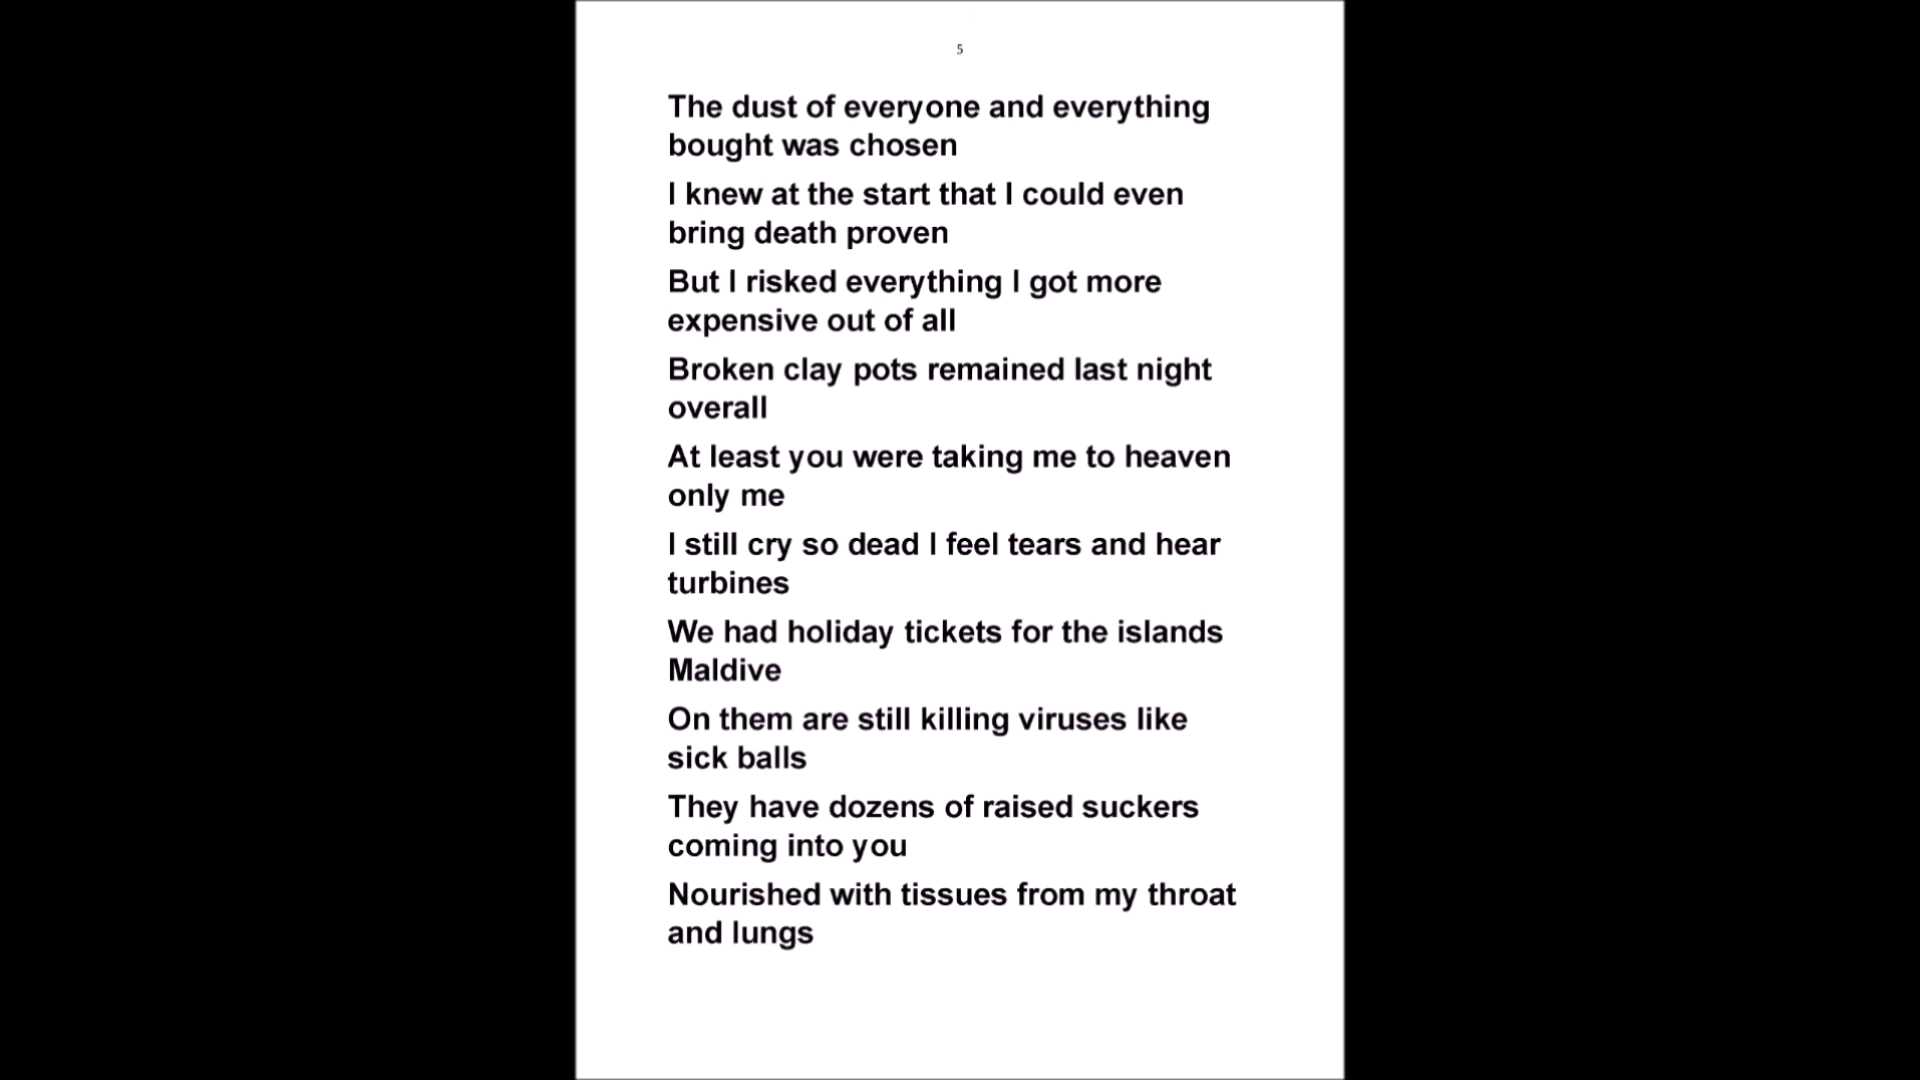 5
The dust of everyone and everything
bought was chosen
I knew at the start that I could even
bring death proven
But I risked everything I got more
expensive out of all
Broken clay pots remained last night
overall
At least you were taking me to heaven
only me
I still cry so dead I feel tears and hear
turbines
We had holiday tickets for the islands
Maldive
On them are still killing viruses like
sick balls
They have dozens of raised suckers
coming into you
Nourished with tissues from my throat
and lungs